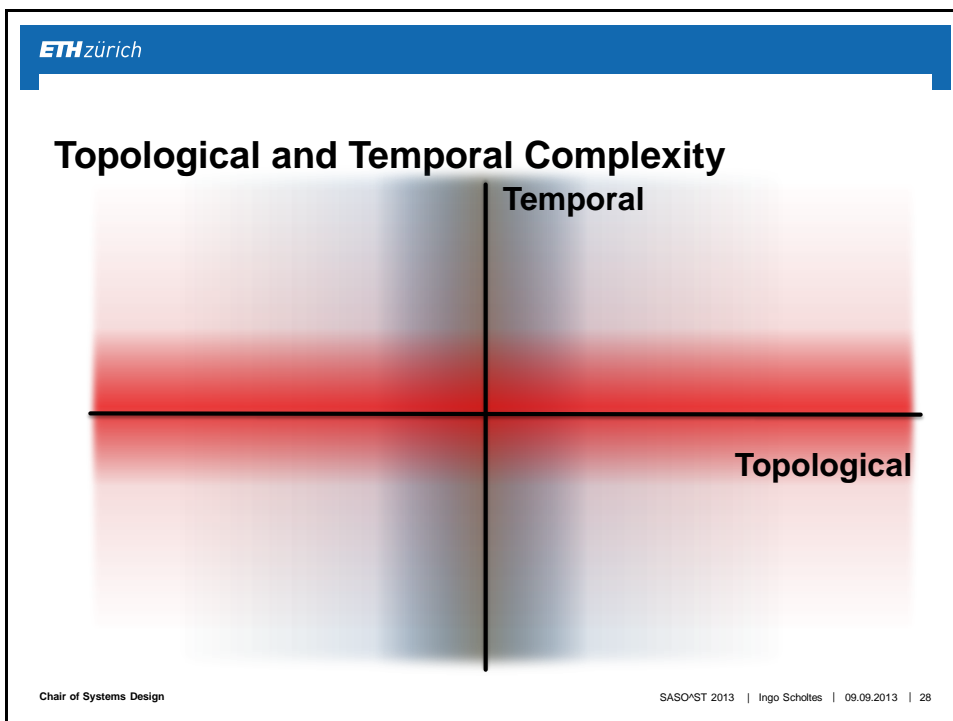 ETH zürich
Topological and Temporal Complexity
Temporal
Topological
Chair of Systems Design
SASO^ST 2013 | Ingo Scholtes | 09.09.2013 | 28